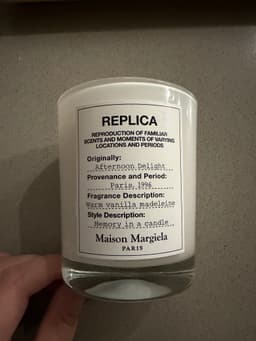 REPLICA
REPRODUCTION OF FAMILIAR
SCENTS AND MOMENTS OF VARYING
LOCATIONS AND PERIODS
Originally:
Afternoon Delight
Provenance and Period:
Paris, 1996
Fragrance Description:
Warm vanilla madeleine
Style Description:
Memory in a candle
Maison Margiela
PARIS